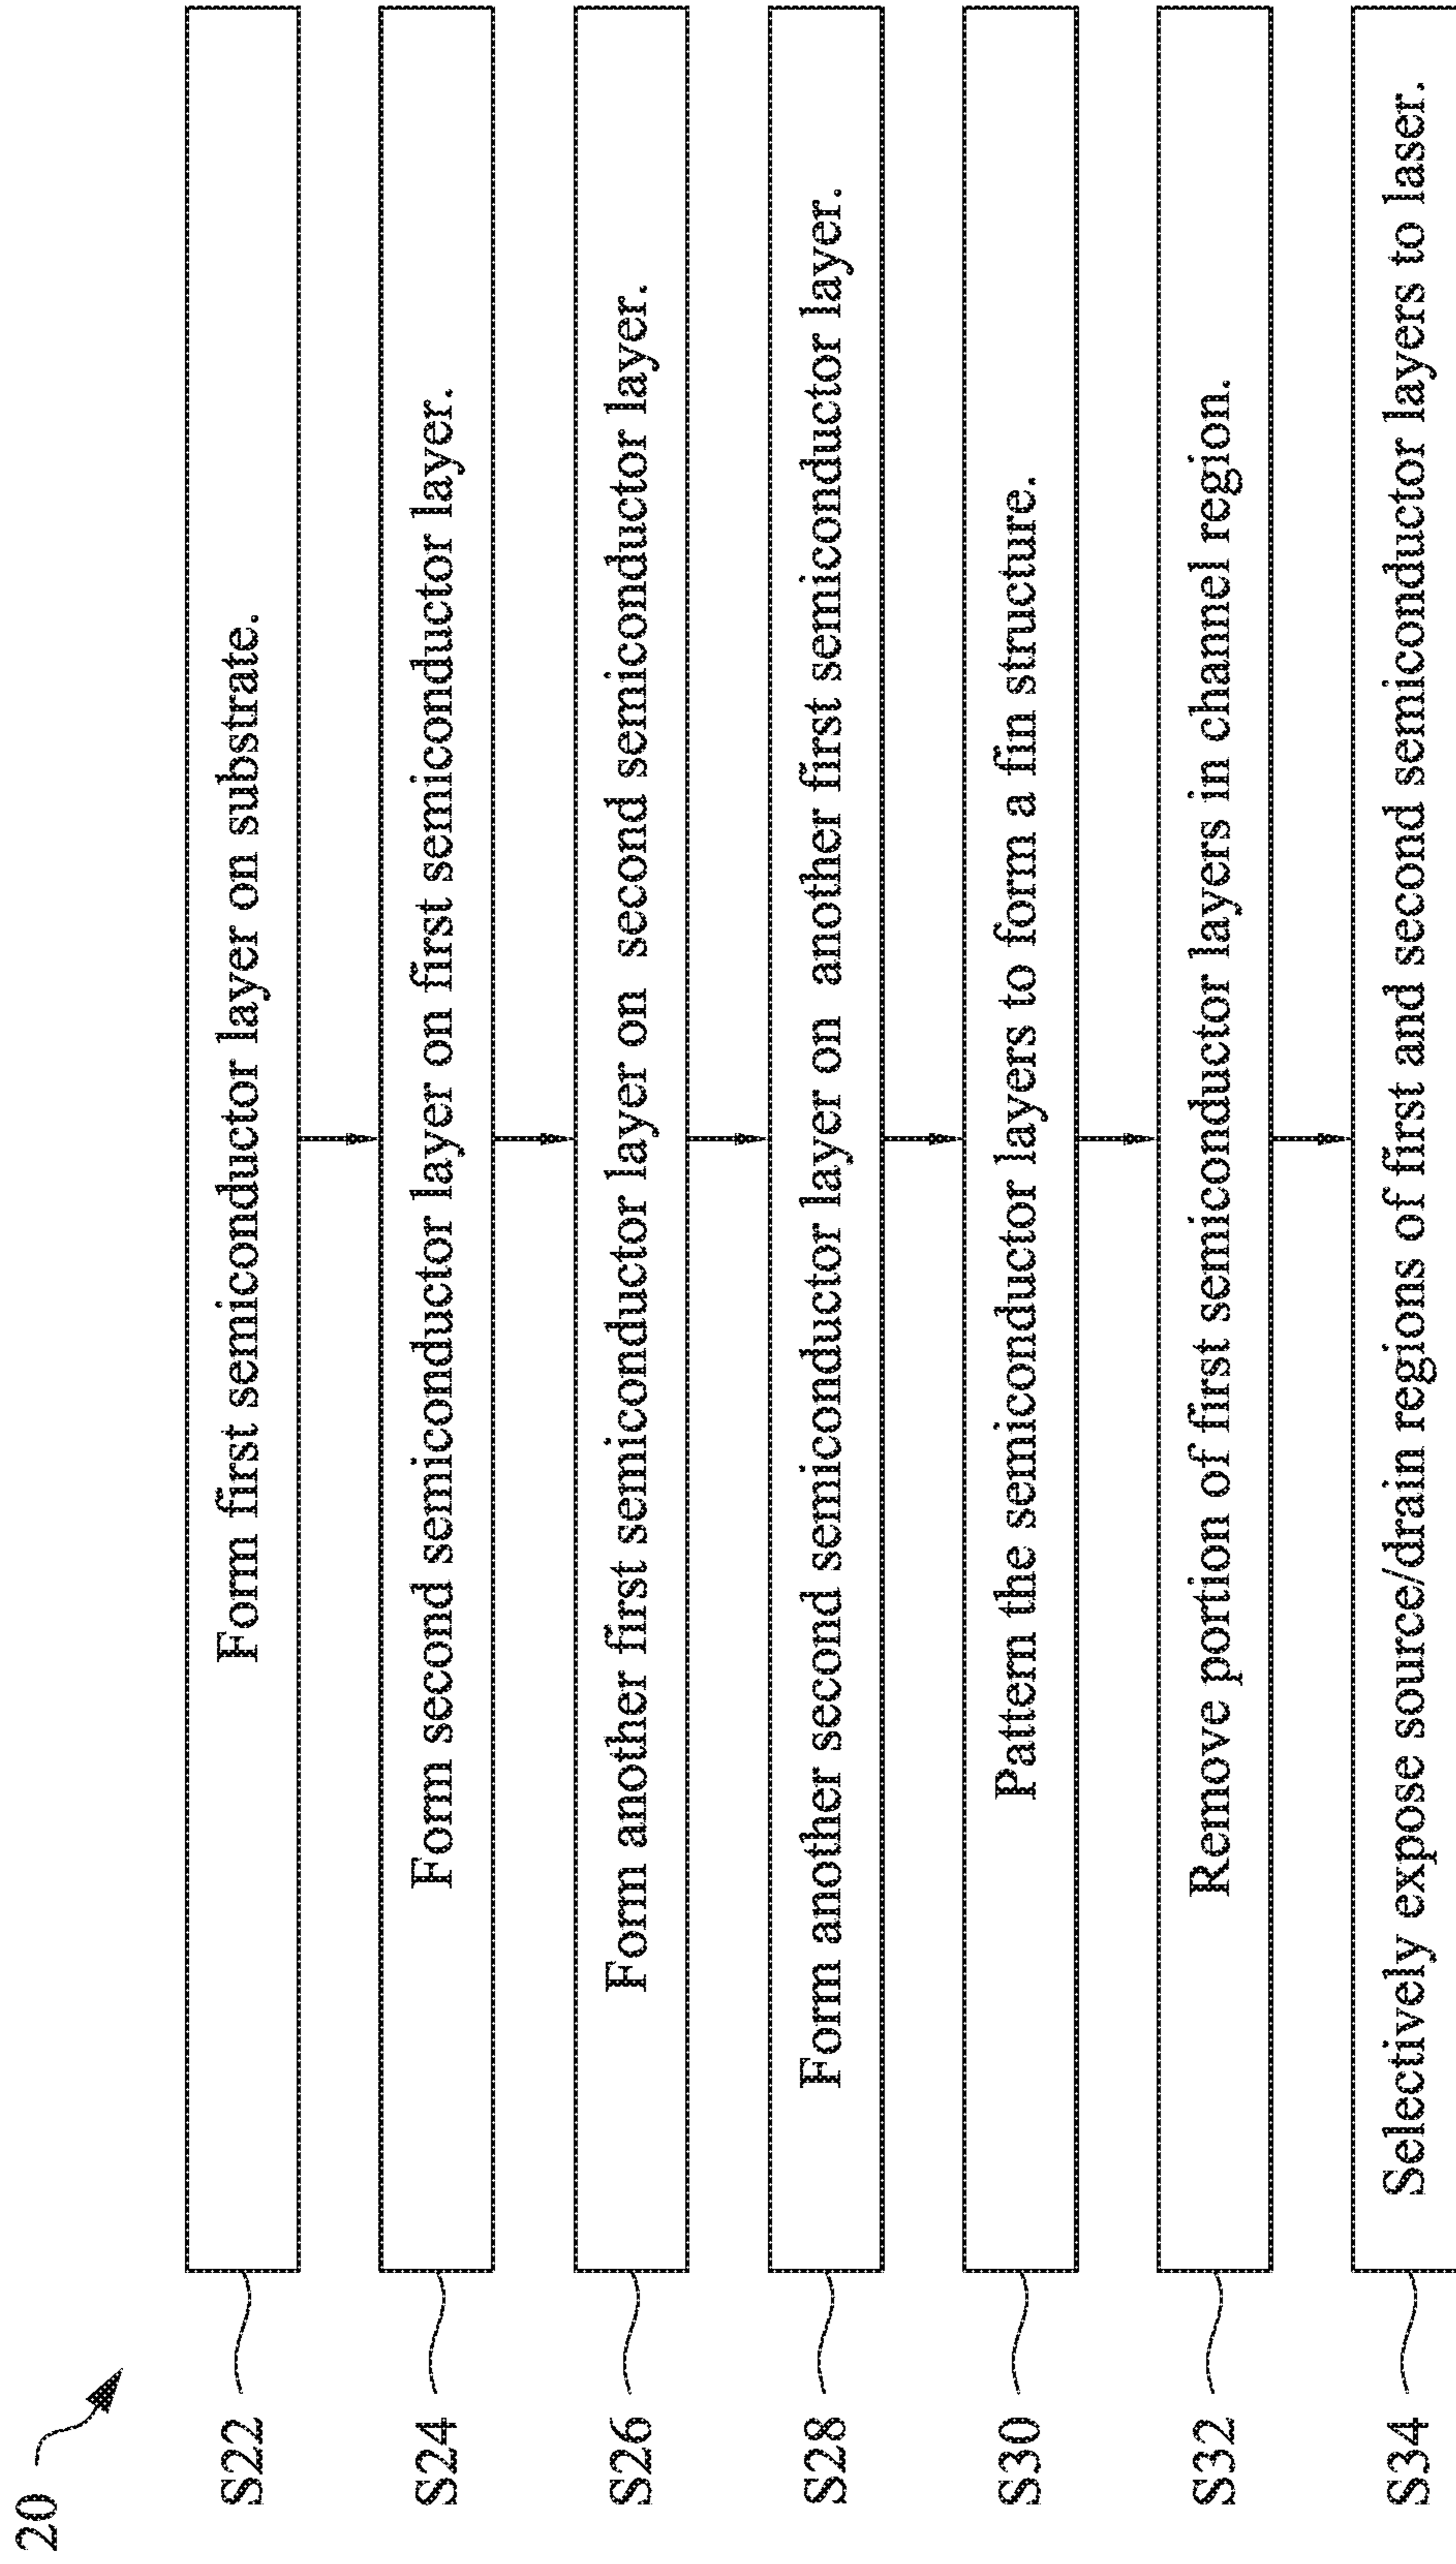 20
S22 Form first semiconductor layer on substrate.
S24 Form second semiconductor layer on first semiconductor layer.
S26 Form another first semiconductor layer on second semiconductor layer.
S28 Form another second semiconductor layer on another first semiconductor layer.
S30 Pattern the semiconductor layers to form a fin structure.
S32 Remove portion of first semiconductor layers in channel region.
S34 Selectively expose source/drain regions of first and second semiconductor layers to laser.